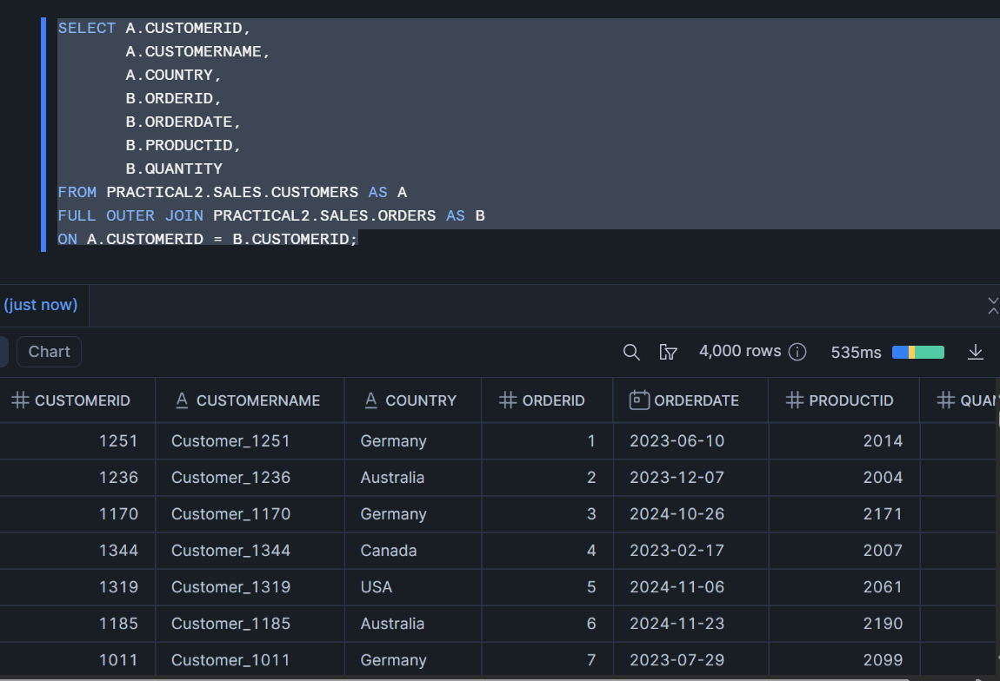 SELECT A.CUSTOMERID,
A.CUSTOMERNAME,
A.COUNTRY,
B.ORDERID,
B.ORDERDATE,
B.PRODUCTID,
B.QUANTITY
FROM PRACTICAL2.SALES.CUSTOMERS AS A
FULL OUTER JOIN PRACTICAL2.SALES.ORDERS AS B
ON A.CUSTOMERID = B.CUSTOMERID;
(just now)
Chart 4,000 rows 535ms
CUSTOMERID CUSTOMERNAME COUNTRY ORDERID ORDERDATE PRODUCTID
1251 Customer_1251 Germany 1 2023-06-10 2014
1236 Customer_1236 Australia 2 2023-12-07 2004
1170 Customer_1170 Germany 3 2024-10-26 2171
1344 Customer_1344 Canada 4 2023-02-17 2007
1319 Customer_1319 USA 5 2024-11-06 2061
1185 Customer_1185 Australia 6 2024-11-23 2190
1011 Customer_1011 Germany 7 2023-07-29 2099